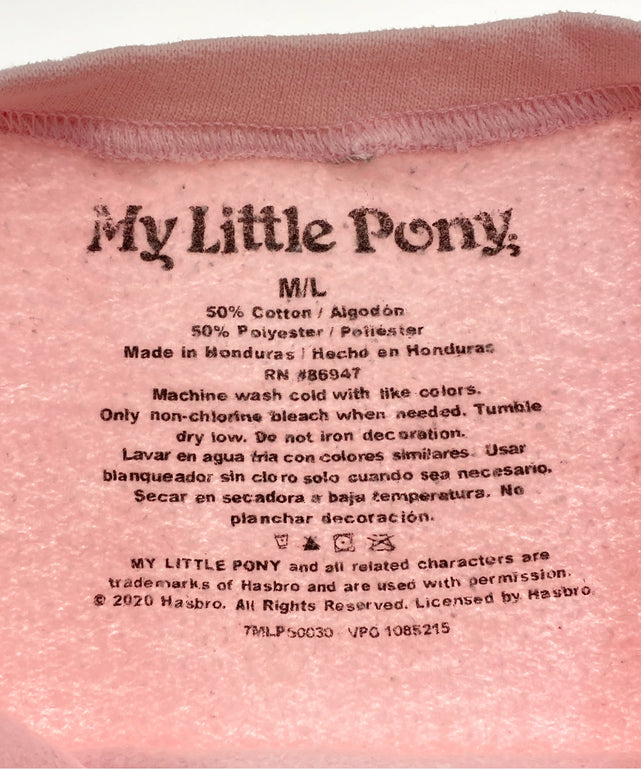 My Little Pony
M/L
50% Cotton / Algodón
50% Polyester / Poliéster
Made in Honduras / Hecho en Honduras
RN #86947
Machine wash cold with like colors.
Only non-chlorine bleach when needed. Tumble
dry low. Do not iron decoration.
Lavar en agua fria con colores similares. Usar
blanqueador sin cloro solo cuando sea necesario.
Secar en secadora a baja temperatura. No
planchar decoración.
MY LITTLE PONY and all related characters are
trademarks of Hasbro and are used with permission.
© 2020 Hasbro. All Rights Reserved. Licensed by Hasbro
7MLPS0030 - VPO 1085215